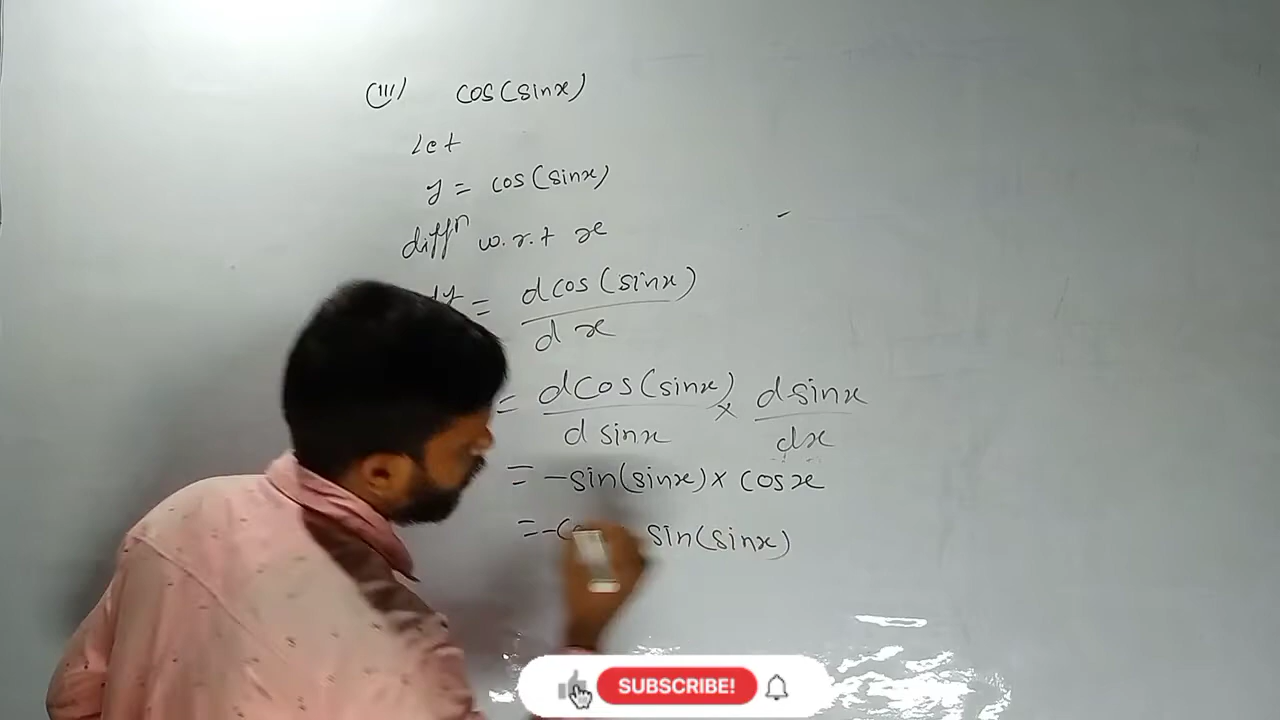 (III) cos(sinx)
Let
y = cos(sinx)
diffⁿ w.r.t x
= dcos(sinx)
dx
= dcos(sinx) × dsinx
dsinx dx
= -sin(sinx) × cosx
= - sin(sinx)
SUBSCRIBE!